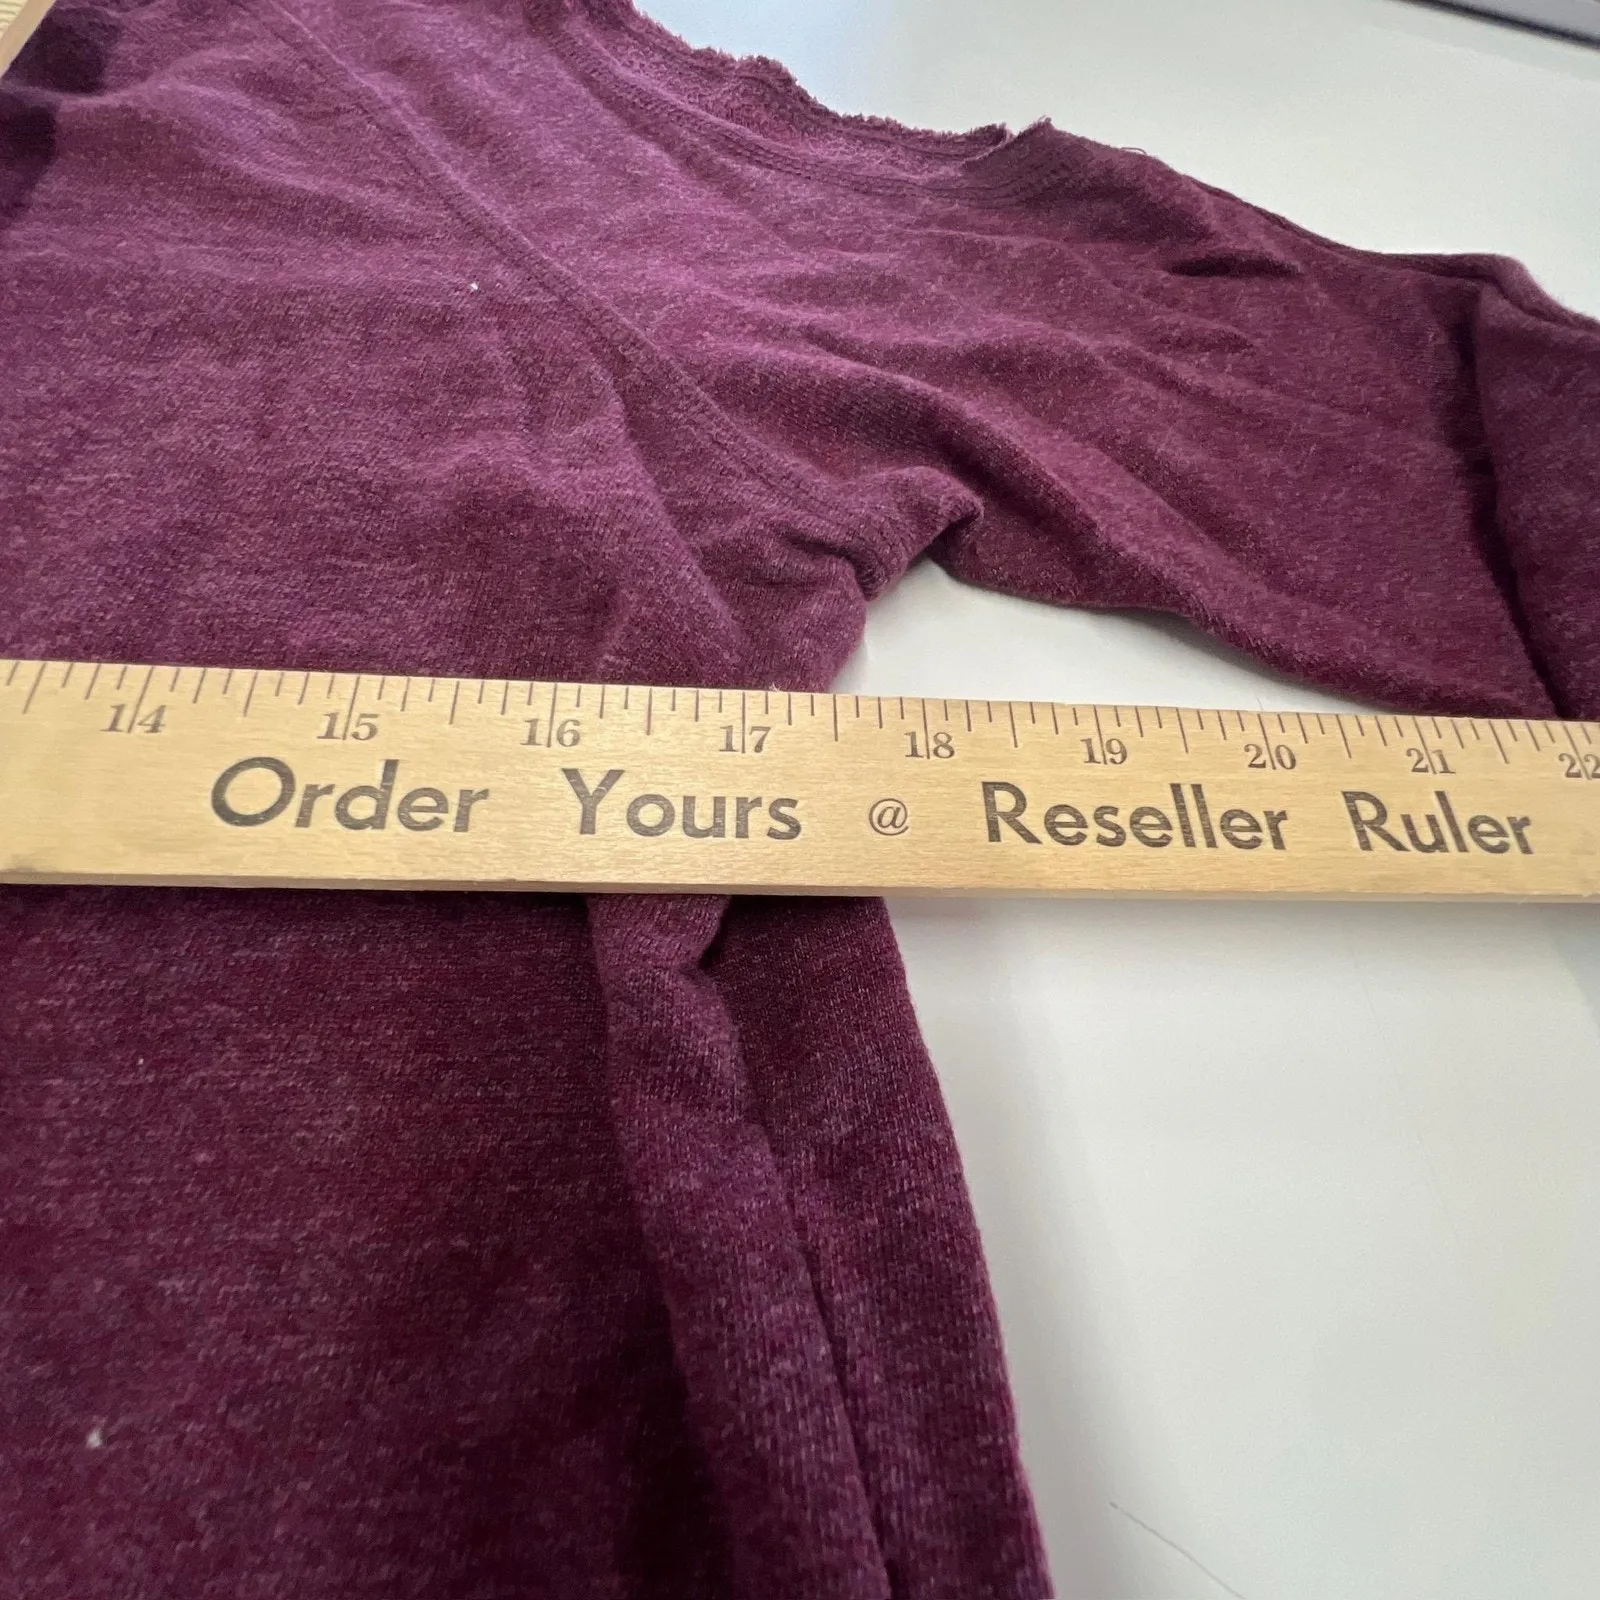 14 15 16 17 18 19 20 21 22
Order Yours @ Reseller Ruler